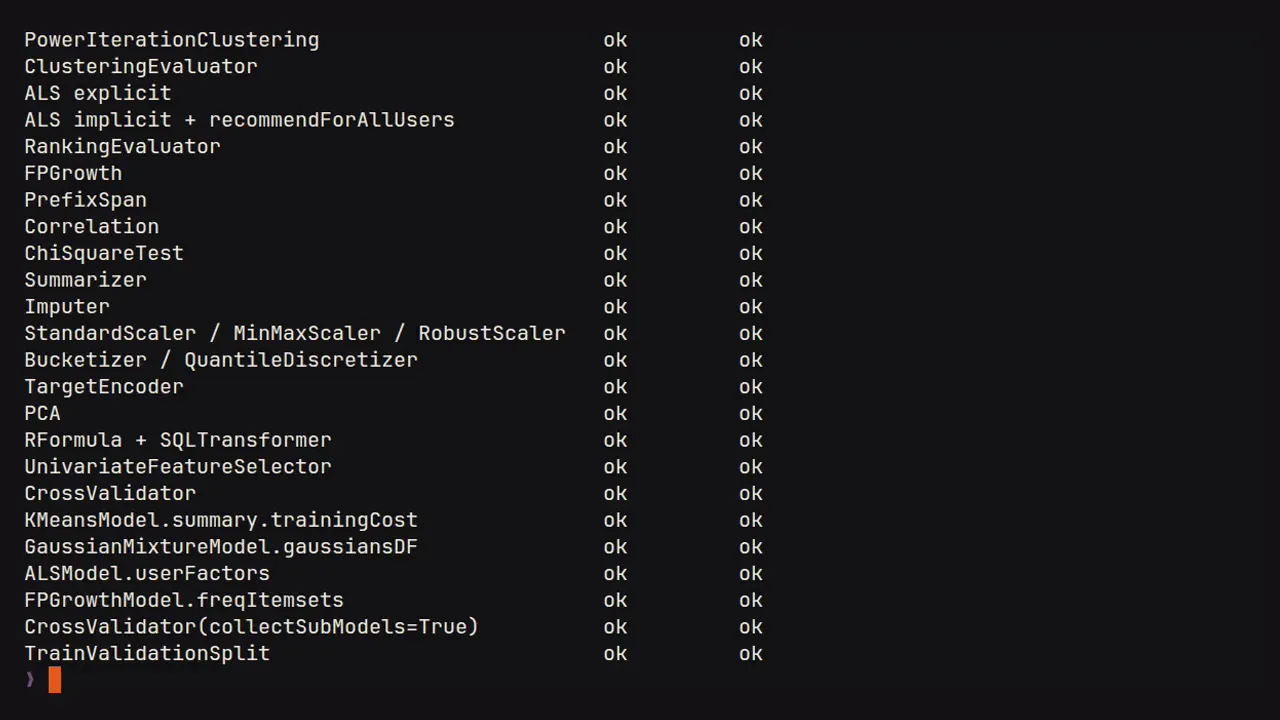 PowerIterationClustering ok ok
ClusteringEvaluator ok ok
ALS explicit ok ok
ALS implicit + recommendForAllUsers ok ok
RankingEvaluator ok ok
FPGrowth ok ok
PrefixSpan ok ok
Correlation ok ok
ChiSquareTest ok ok
Summarizer ok ok
Imputer ok ok
StandardScaler / MinMaxScaler / RobustScaler ok ok
Bucketizer / QuantileDiscretizer ok ok
TargetEncoder ok ok
PCA ok ok
RFormula + SQLTransformer ok ok
UnivariateFeatureSelector ok ok
CrossValidator ok ok
KMeansModel.summary.trainingCost ok ok
GaussianMixtureModel.gaussiansDF ok ok
ALSModel.userFactors ok ok
FPGrowthModel.freqItemsets ok ok
CrossValidator(collectSubModels=True) ok ok
TrainValidationSplit ok ok
❯